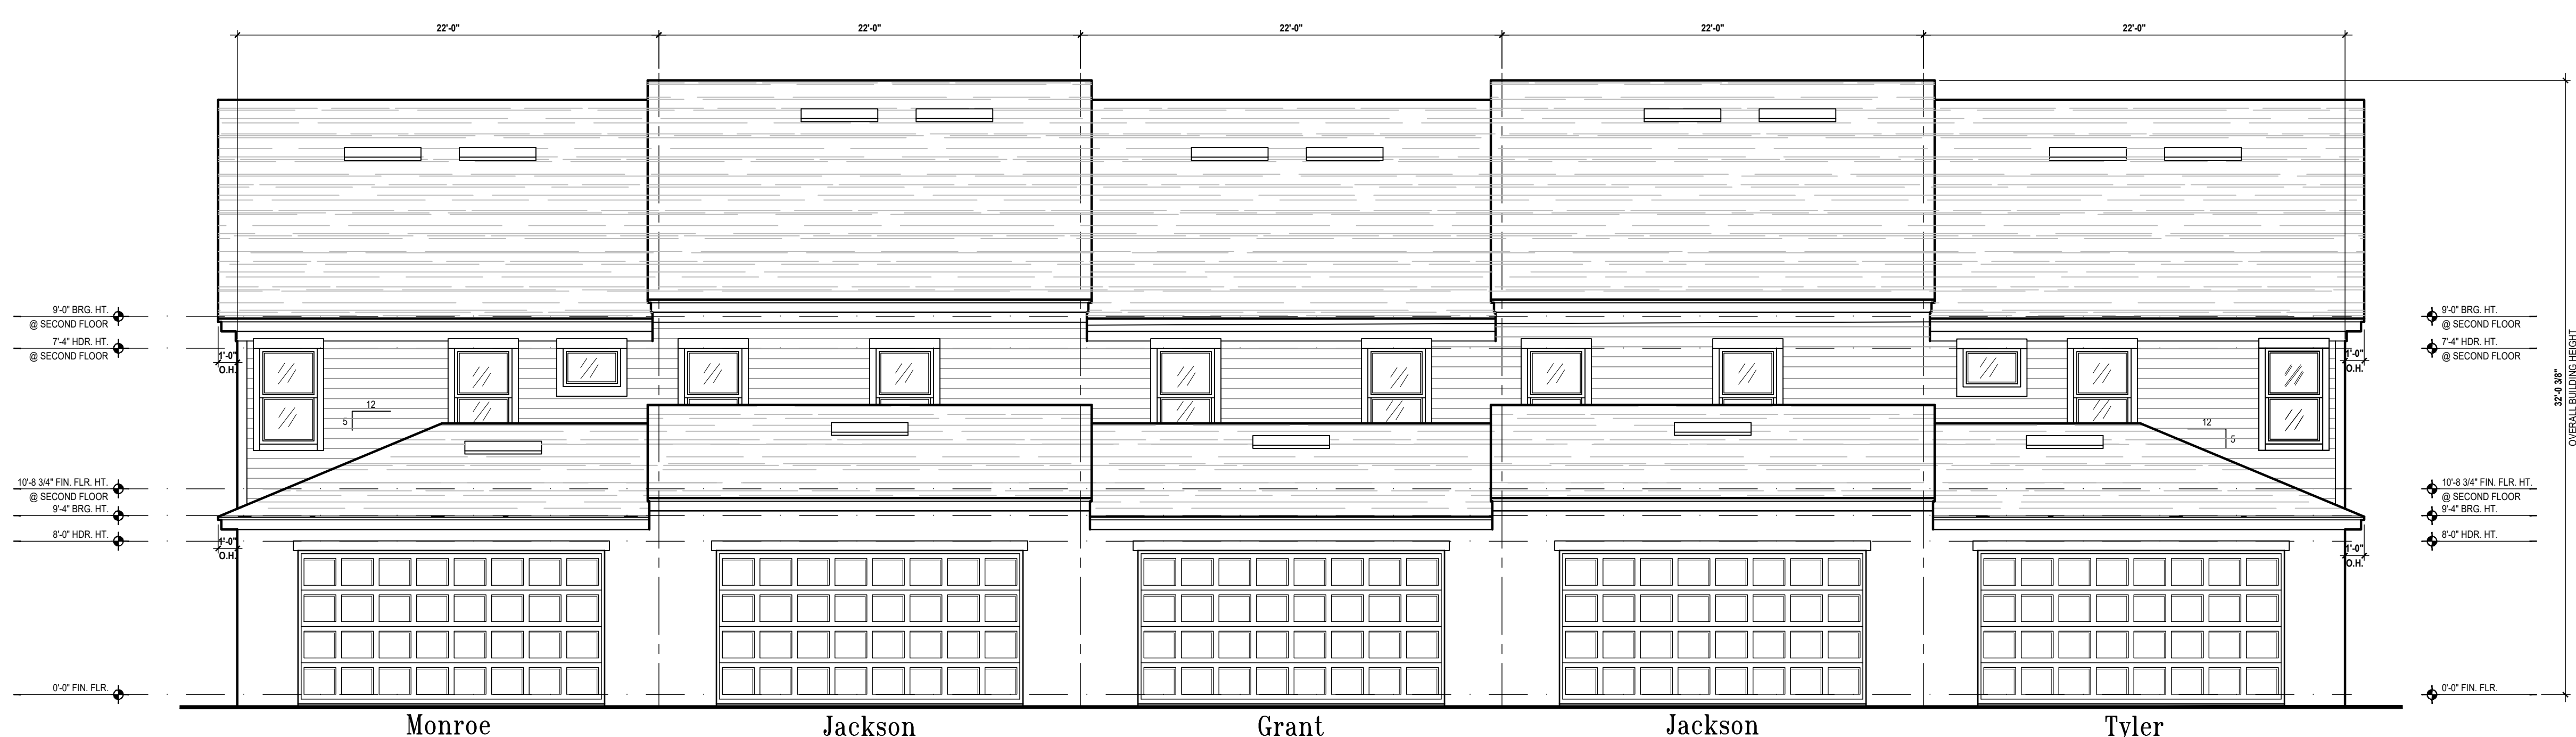 22'-0" 22'-0" 22'-0" 22'-0" 22'-0"
9'-0" BRG. HT.
@ SECOND FLOOR
7'-4" HDR. HT.
@ SECOND FLOOR
1'-0"
O.H.
12
5
10'-8 3/4" FIN. FLR. HT.
@ SECOND FLOOR
9'-4" BRG. HT.
8'-0" HDR. HT.
1'-0"
O.H.
0'-0" FIN. FLR.
9'-0" BRG. HT.
@ SECOND FLOOR
7'-4" HDR. HT.
@ SECOND FLOOR
1'-0"
O.H.
12
5
10'-8 3/4" FIN. FLR. HT.
@ SECOND FLOOR
9'-4" BRG. HT.
8'-0" HDR. HT.
1'-0"
O.H.
0'-0" FIN. FLR.
32'-0 3/8"
OVERALL BUILDING HEIGHT
Monroe Jackson Grant Jackson Tyler